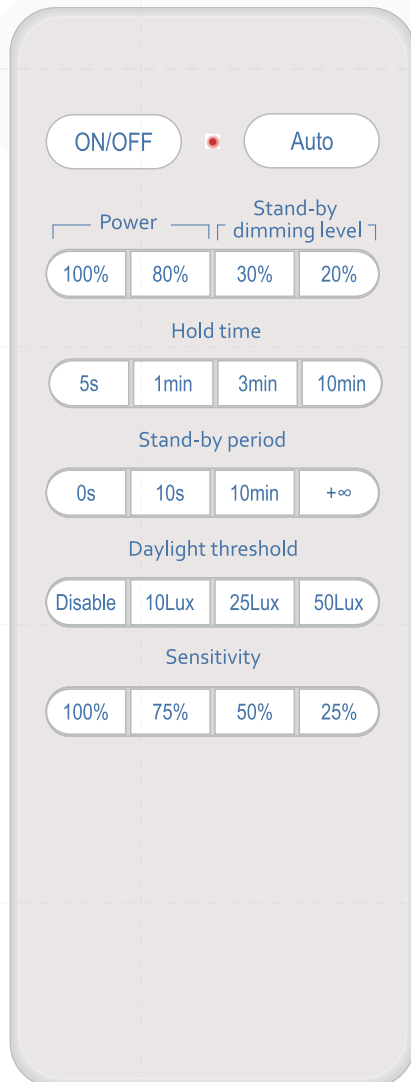 ON/OFF Auto
Power Stand-by
dimming level
100% 80% 30% 20%
Hold time
5s 1min 3min 10min
Stand-by period
0s 10s 10min +∞
Daylight threshold
Disable 10Lux 25Lux 50Lux
Sensitivity
100% 75% 50% 25%